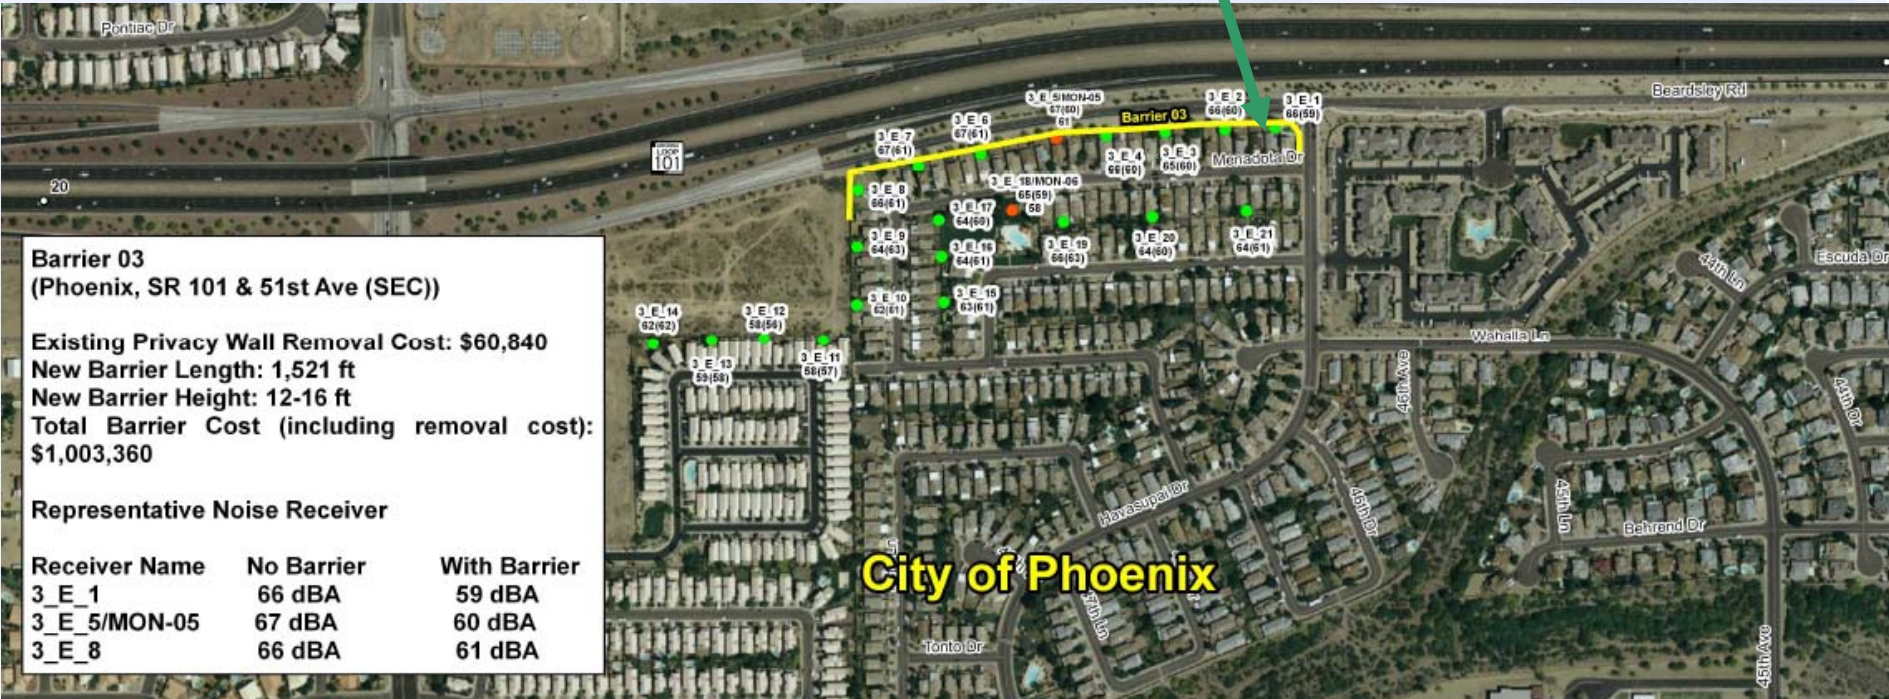 Pontiac Dr
Beardsley Rd
LOOP
101
20
Barrier 03
3_E_5/MON-05
67(60)
61
3_E_2
66(60)
3_E_1
66(59)
3_E_6
67(61)
3_E_7
67(61)
3_E_4
66(60)
3_E_3
65(60)
Menadota Dr
3_E_18/MON-06
65(59)
58
3_E_8
66(61)
3_E_17
64(60)
3_E_9
64(63)
3_E_16
64(61)
3_E_19
66(63)
3_E_20
64(60)
3_E_21
64(61)
3_E_10
62(61)
3_E_15
63(61)
3_E_14
62(62)
3_E_12
58(56)
3_E_13
59(58)
3_E_11
58(57)
44th Ln
Escuda Dr
Wahalla Ln
46th Ave
44th Dr
Havasupai Dr
46th Dr
45th Ln
Behrend Dr
City of Phoenix
47th Ln
Tonto Dr
45th Ave
Barrier 03
(Phoenix, SR 101 & 51st Ave (SEC))
Existing Privacy Wall Removal Cost: $60,840
New Barrier Length: 1,521 ft
New Barrier Height: 12-16 ft
Total Barrier Cost (including removal cost):
$1,003,360
Representative Noise Receiver
Receiver Name No Barrier With Barrier
3_E_1 66 dBA 59 dBA
3_E_5/MON-05 67 dBA 60 dBA
3_E_8 66 dBA 61 dBA